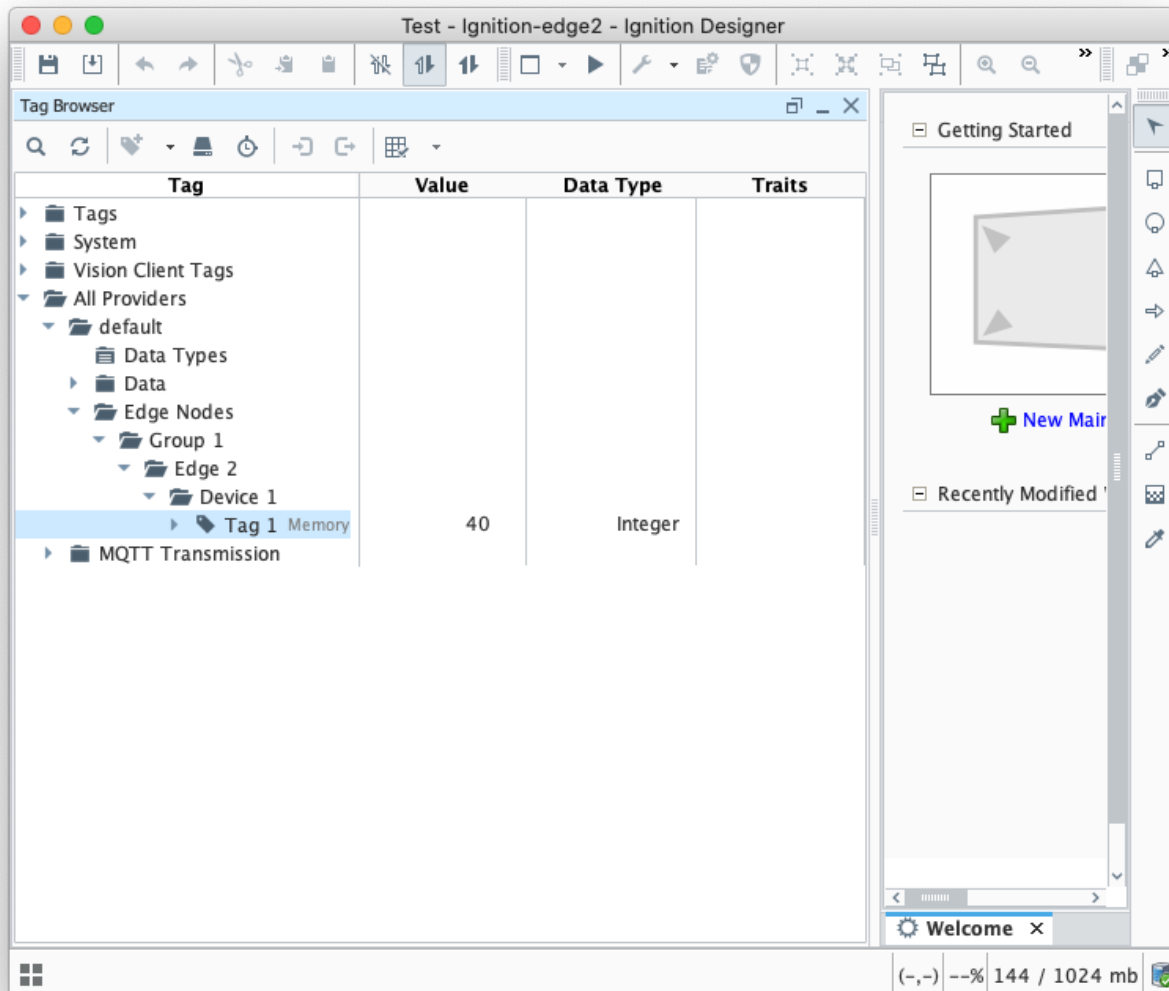 Test - Ignition-edge2 - Ignition Designer
Tag Browser
Tag Value Data Type Traits
Tags
System
Vision Client Tags
All Providers
default
Data Types
Data
Edge Nodes
Group 1
Edge 2
Device 1
Tag 1 Memory 40 Integer
MQTT Transmission
Getting Started
New Mair
Recently Modified
Welcome
(-,-) --% 144 / 1024 mb